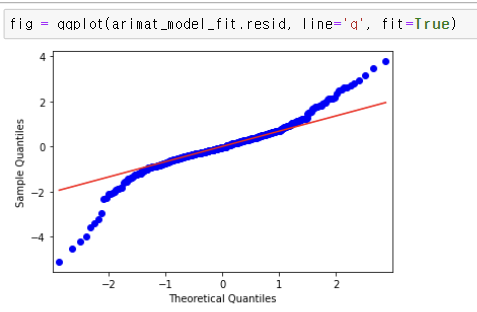 fig = qqplot(arimat_model_fit.resid, line='q', fit=True)
4
2
0
−2
−4
Sample Quantiles
−2 −1 0 1 2
Theoretical Quantiles